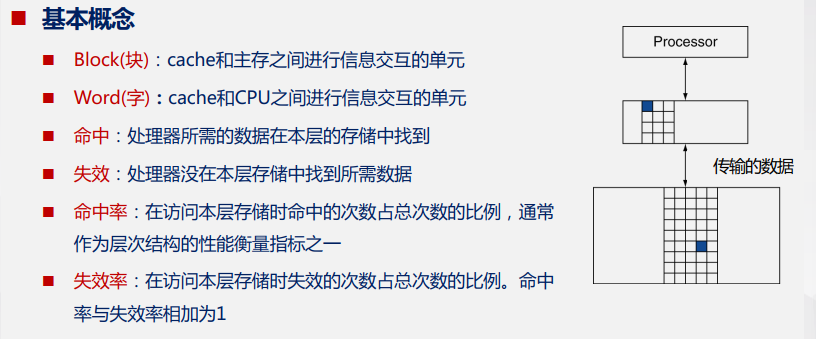 基本概念
Block(块)：cache和主存之间进行信息交互的单元
Word(字)：cache和CPU之间进行信息交互的单元
命中：处理器所需的数据在本层的存储中找到
失效：处理器没在本层存储中找到所需数据
命中率：在访问本层存储时命中的次数占总次数的比例，通常
作为层次结构的性能衡量指标之一
失效率：在访问本层存储时失效的次数占总次数的比例。命中
率与失效率相加为1
Processor
传输的数据